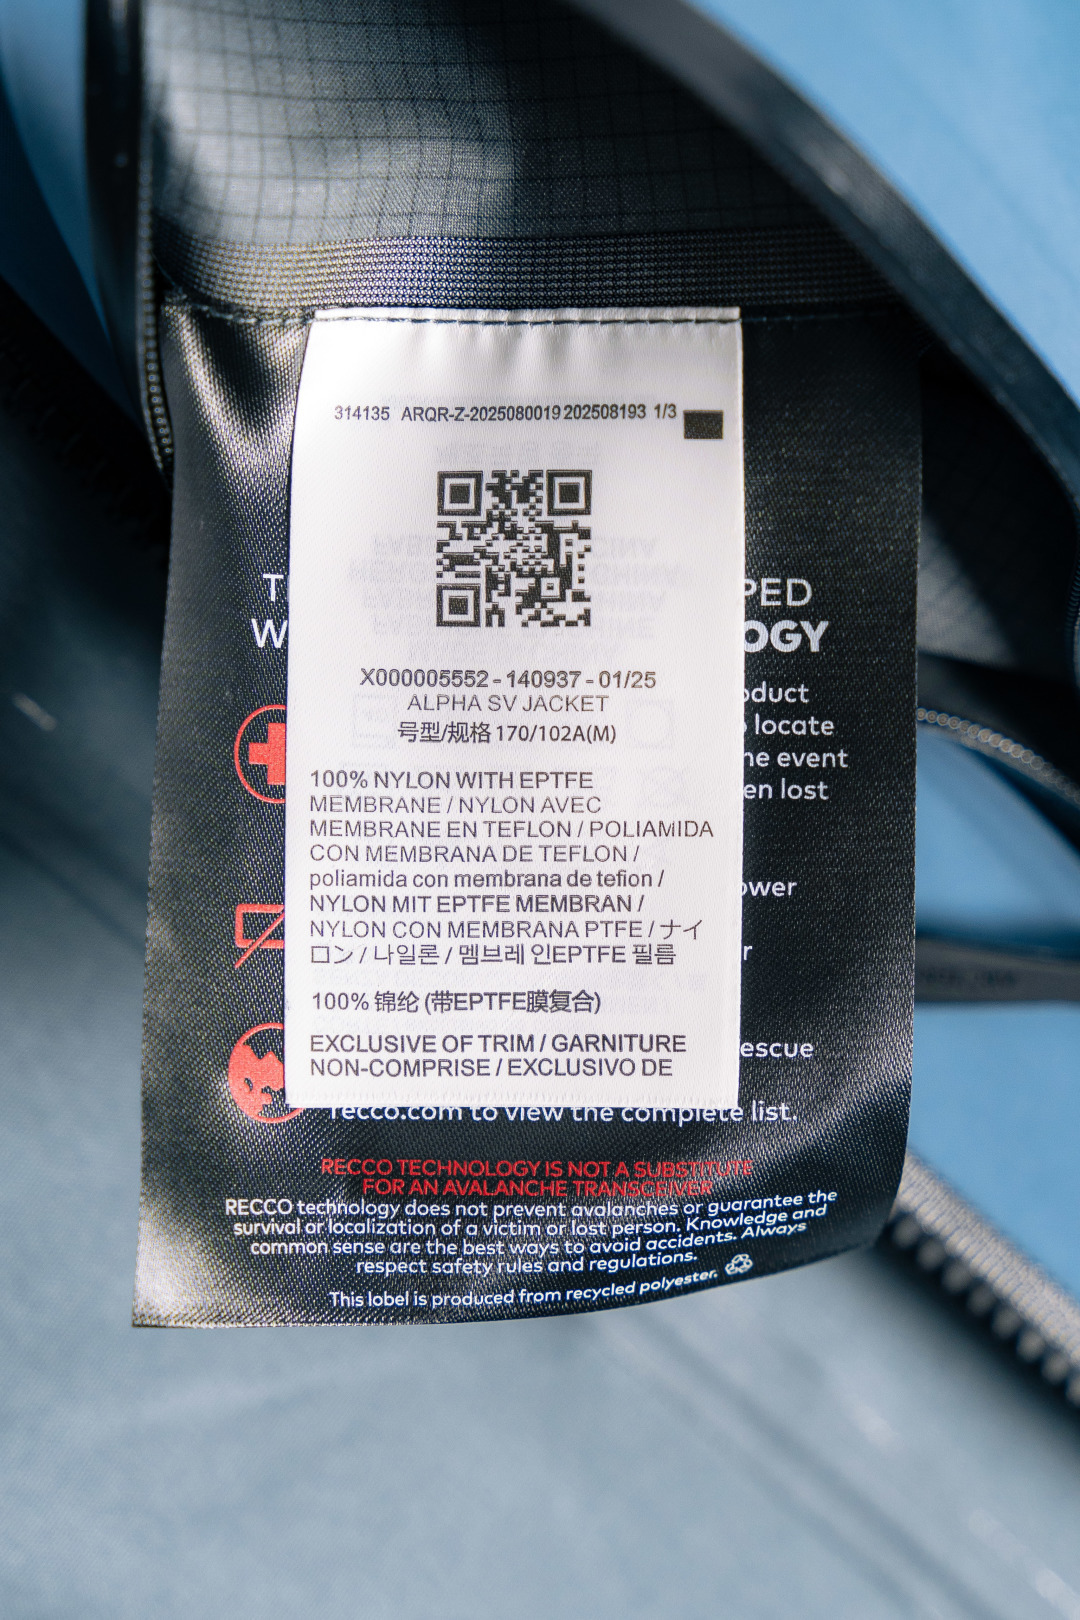 314135 ARQR-Z-2025080019 202508193 1/3
X000005552 - 140937 - 01/25
ALPHA SV JACKET
号型/规格 170/102A(M)
100% NYLON WITH EPTFE
MEMBRANE / NYLON AVEC
MEMBRANE EN TEFLON / POLIAMIDA
CON MEMBRANA DE TEFLON /
poliamida con membrana de teflon /
NYLON MIT EPTFE MEMBRAN /
NYLON CON MEMBRANA PTFE / ナイ
ロン / 나일론 / 멤브레 인EPTFE 필름
100% 锦纶 (带EPTFE膜复合)
EXCLUSIVE OF TRIM / GARNITURE
NON-COMPRISE / EXCLUSIVO DE
T PED
W OGY
oduct
locate
he event
en lost
ower
r
escue
recco.com to view the complete list.
RECCO TECHNOLOGY IS NOT A SUBSTITUTE
FOR AN AVALANCHE TRANSCEIVER
RECCO technology does not prevent avalanches or guarantee the
survival or localization of a victim or lost person. Knowledge and
common sense are the best ways to avoid accidents. Always
respect safety rules and regulations.
This label is produced from recycled polyester.